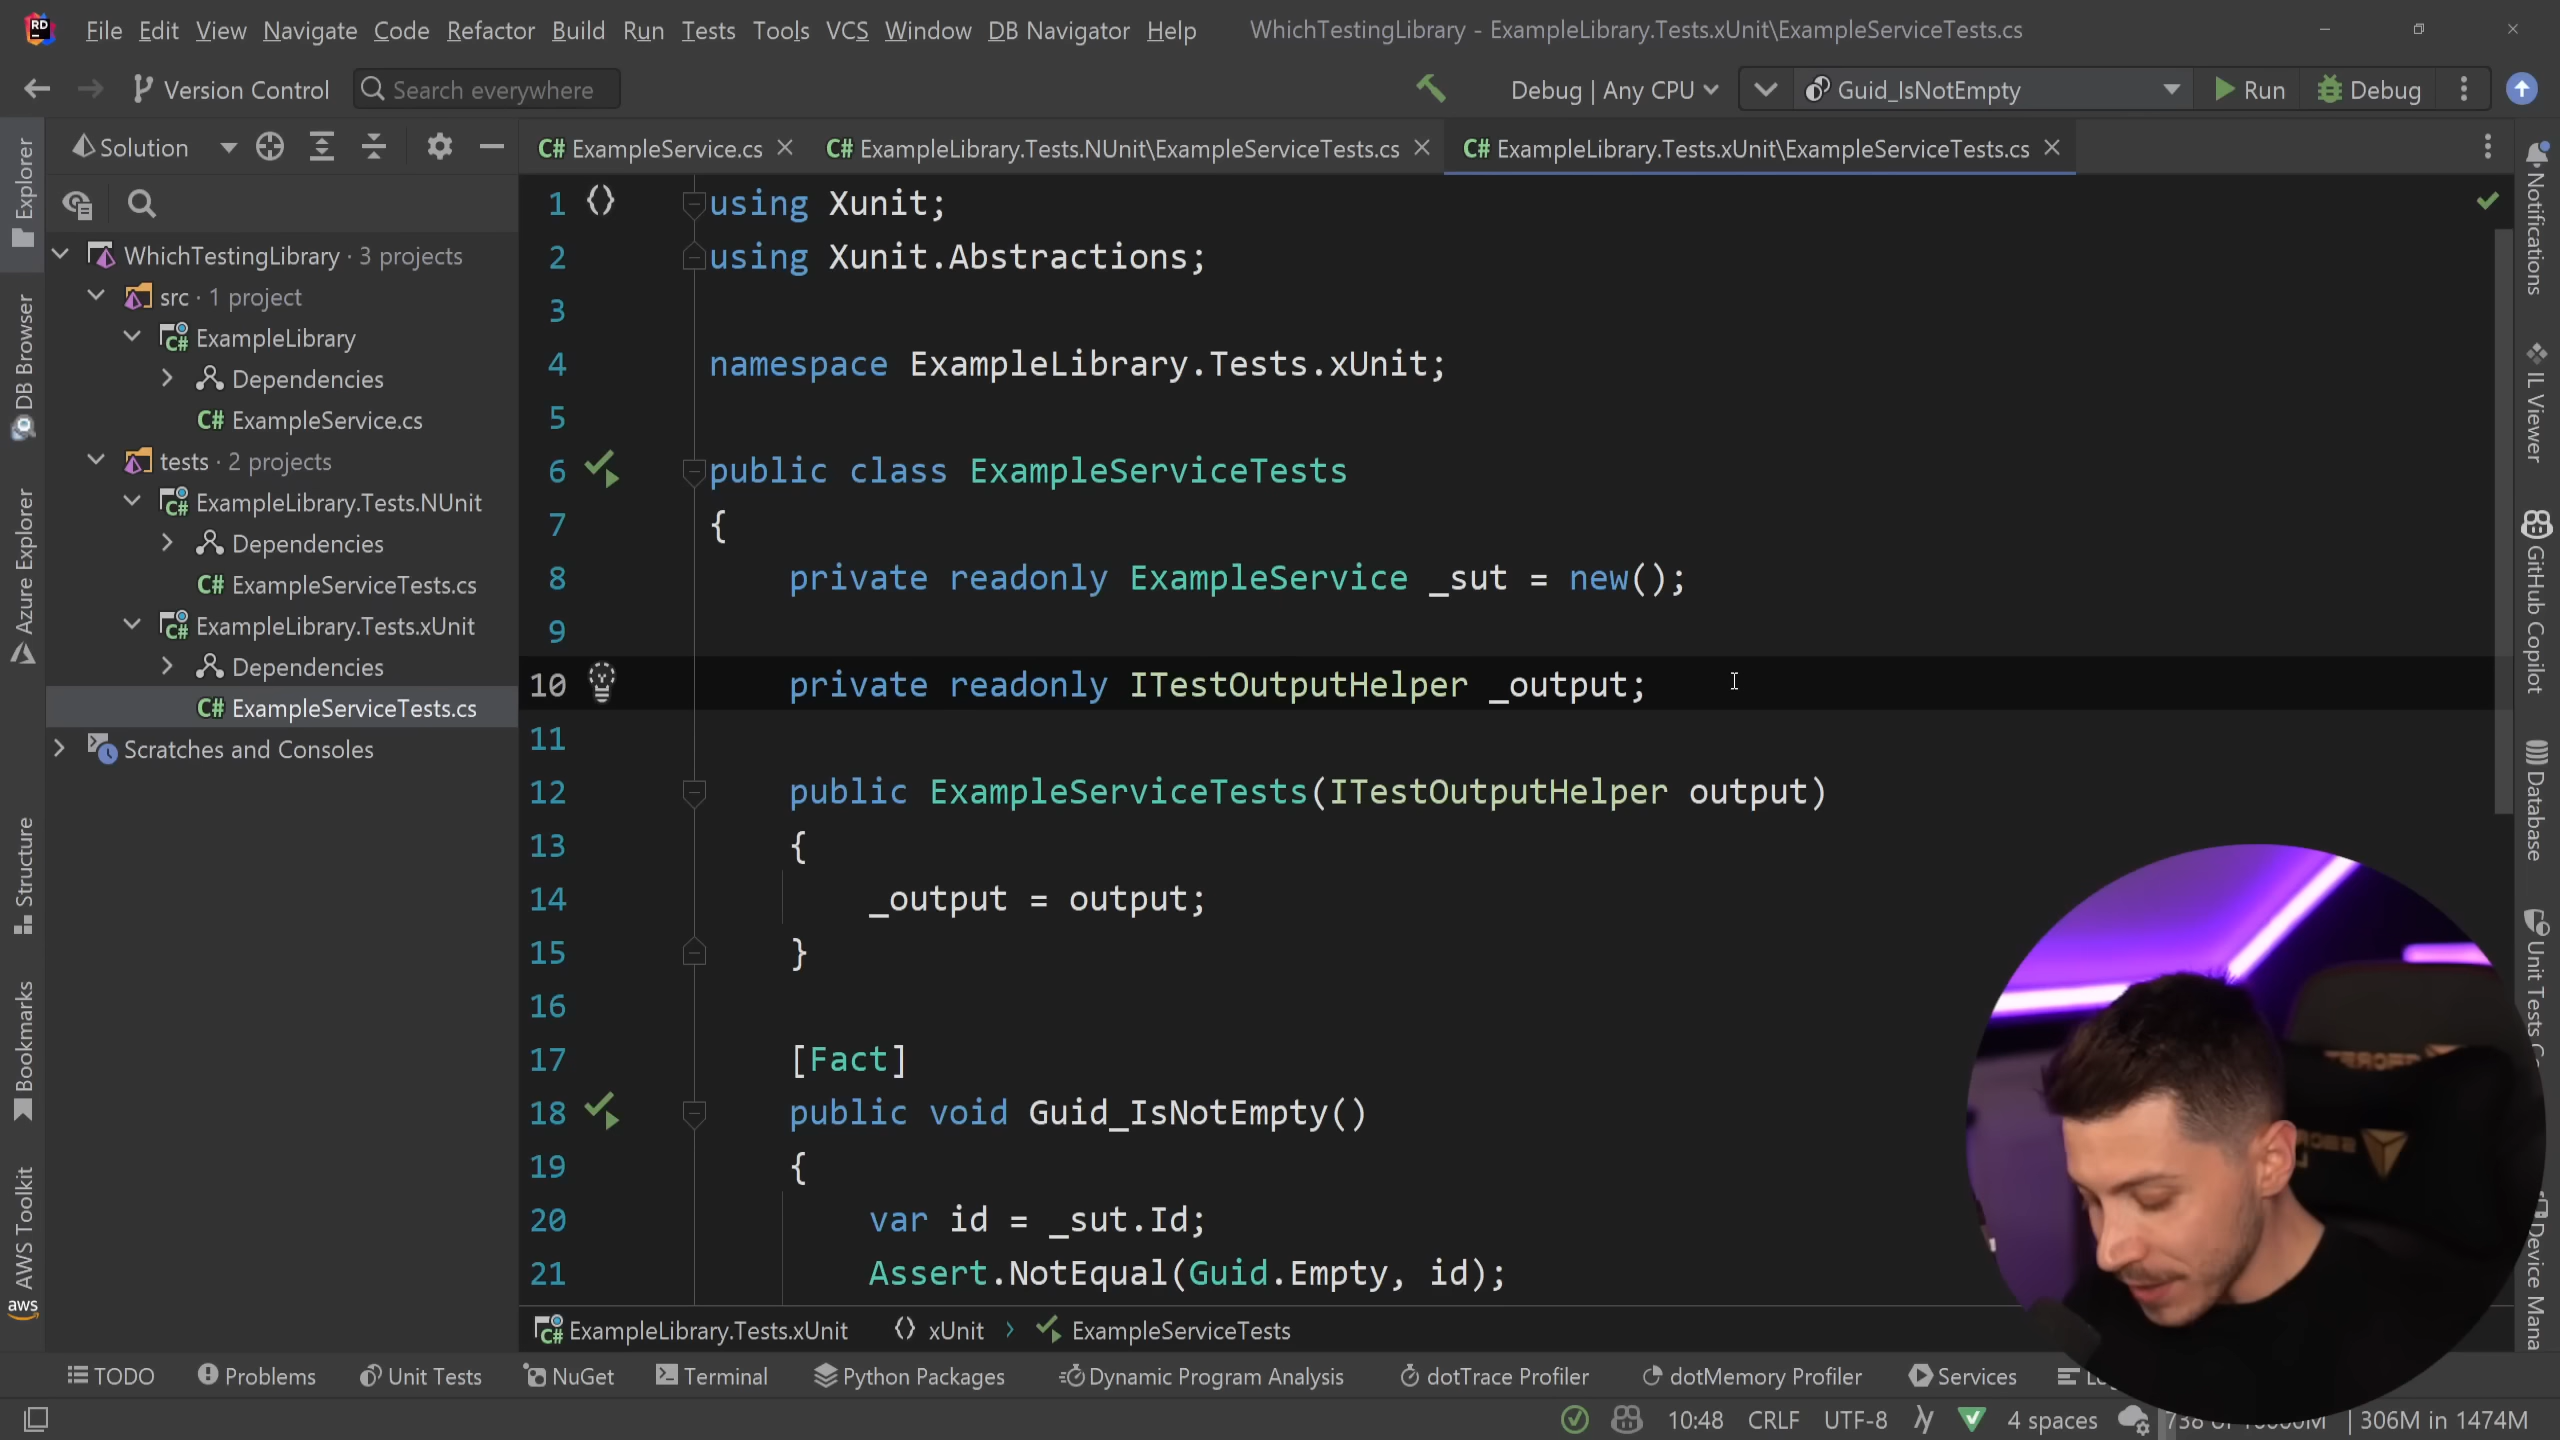 RD File Edit View Navigate Code Refactor Build Run Tests Tools VCS Window DB Navigator Help WhichTestingLibrary - ExampleLibrary.Tests.xUnit\ExampleServiceTests.cs
Version Control Search everywhere Debug | Any CPU Guid_IsNotEmpty Run Debug
Explorer
DB Browser
Azure Explorer
Structure
Bookmarks
AWS Toolkit
aws
Solution
WhichTestingLibrary · 3 projects
src · 1 project
C# ExampleLibrary
Dependencies
C# ExampleService.cs
tests · 2 projects
C# ExampleLibrary.Tests.NUnit
Dependencies
C# ExampleServiceTests.cs
C# ExampleLibrary.Tests.xUnit
Dependencies
C# ExampleServiceTests.cs
Scratches and Consoles
C# ExampleService.cs C# ExampleLibrary.Tests.NUnit\ExampleServiceTests.cs C# ExampleLibrary.Tests.xUnit\ExampleServiceTests.cs
1 using Xunit;
2 using Xunit.Abstractions;
3
4 namespace ExampleLibrary.Tests.xUnit;
5
6 public class ExampleServiceTests
7 {
8 private readonly ExampleService _sut = new();
9
10 private readonly ITestOutputHelper _output;
11
12 public ExampleServiceTests(ITestOutputHelper output)
13 {
14 _output = output;
15 }
16
17 [Fact]
18 public void Guid_IsNotEmpty()
19 {
20 var id = _sut.Id;
21 Assert.NotEqual(Guid.Empty, id);
C# ExampleLibrary.Tests.xUnit xUnit ExampleServiceTests
Notifications
IL Viewer
GitHub Copilot
Database
Unit Tests
Device Mana
TODO Problems Unit Tests NuGet Terminal Python Packages Dynamic Program Analysis dotTrace Profiler dotMemory Profiler Services
10:48 CRLF UTF-8 4 spaces 306M in 1474M